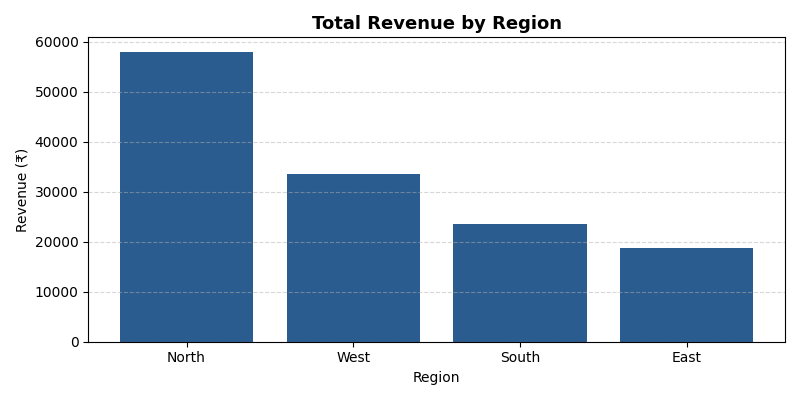 Total Revenue by Region
Revenue (₹)
60000
50000
40000
30000
20000
10000
0
North West South East
Region